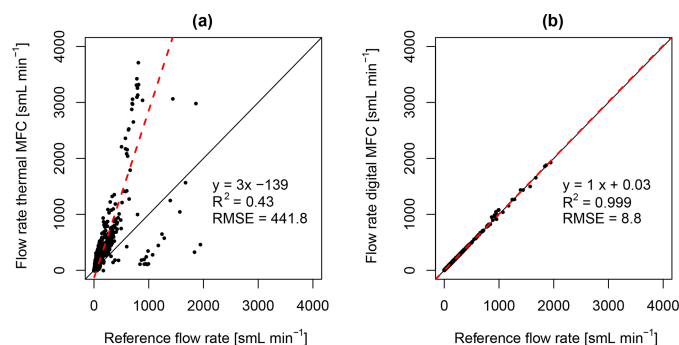 (a)
Flow rate thermal MFC [smL min⁻¹]
4000
3000
2000
1000
0
y = 3x −139
R² = 0.43
RMSE = 441.8
0 1000 2000 3000 4000
Reference flow rate [smL min⁻¹]
(b)
Flow rate digital MFC [smL min⁻¹]
4000
3000
2000
1000
0
y = 1 x + 0.03
R² = 0.999
RMSE = 8.8
0 1000 2000 3000 4000
Reference flow rate [smL min⁻¹]